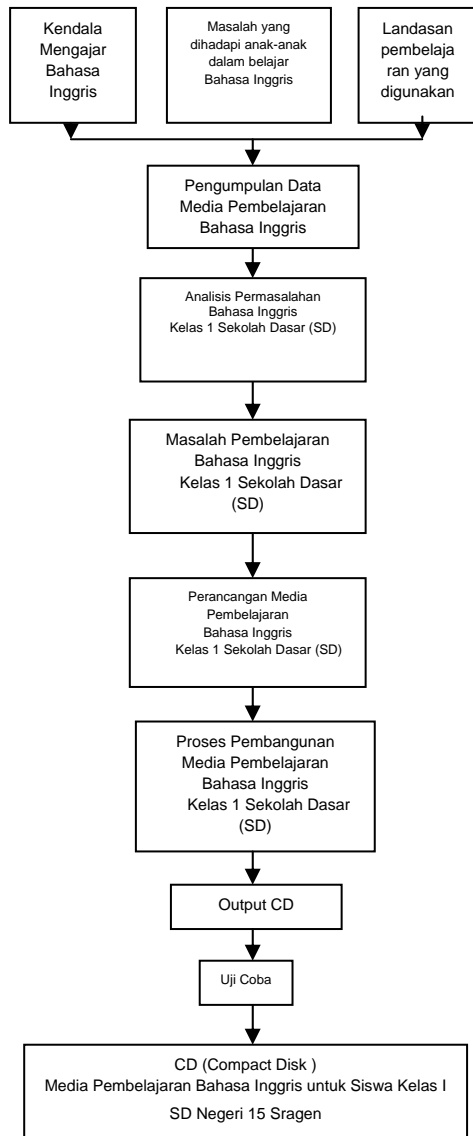 Kendala
Mengajar
Bahasa
Inggris
Masalah yang
dihadapi anak-anak
dalam belajar
Bahasa Inggris
Landasan
pembelaja
ran yang
digunakan
Pengumpulan Data
Media Pembelajaran
Bahasa Inggris
Analisis Permasalahan
Bahasa Inggris
Kelas 1 Sekolah Dasar (SD)
Masalah Pembelajaran
Bahasa Inggris
Kelas 1 Sekolah Dasar
(SD)
Perancangan Media
Pembelajaran
Bahasa Inggris
Kelas 1 Sekolah Dasar (SD)
Proses Pembangunan
Media Pembelajaran
Bahasa Inggris
Kelas 1 Sekolah Dasar
(SD)
Output CD
Uji Coba
CD (Compact Disk )
Media Pembelajaran Bahasa Inggris untuk Siswa Kelas I
SD Negeri 15 Sragen